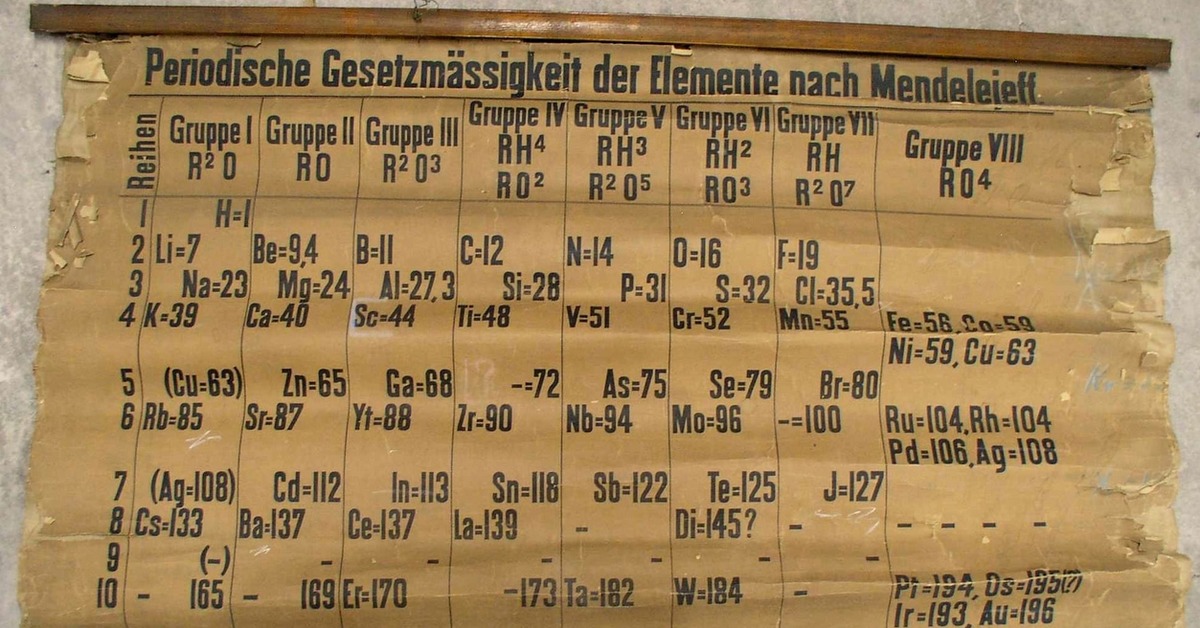 Periodische Gesetzmässigkeit der Elemente nach Mendelejeff.
Reihen Gruppe I Gruppe II Gruppe III Gruppe IV Gruppe V Gruppe VI Gruppe VII Gruppe VIII
RH⁴ RH³ RH² RH
R²O RO R²O³ RO² R²O⁵ RO³ R²O⁷ RO⁴
1 H=1
2 Li=7 Be=9,4 B=11 C=12 N=14 O=16 F=19
3 Na=23 Mg=24 Al=27,3 Si=28 P=31 S=32 Cl=35,5
4 K=39 Ca=40 Sc=44 Ti=48 V=51 Cr=52 Mn=55 Fe=56, Co=59
Ni=59, Cu=63
5 (Cu=63) Zn=65 Ga=68 -=72 As=75 Se=79 Br=80
6 Rb=85 Sr=87 Yt=88 Zr=90 Nb=94 Mo=96 -=100 Ru=104, Rh=104
Pd=106, Ag=108
7 (Ag=108) Cd=112 In=113 Sn=118 Sb=122 Te=125 J=127
8 Cs=133 Ba=137 Ce=137 La=139 - Di=145? - - - - -
9 (-) - - - - - -
10 - 165 - 169 Er=170 -173 Ta=182 W=184 - Pt=194, Os=195(?)
Ir=193, Au=196